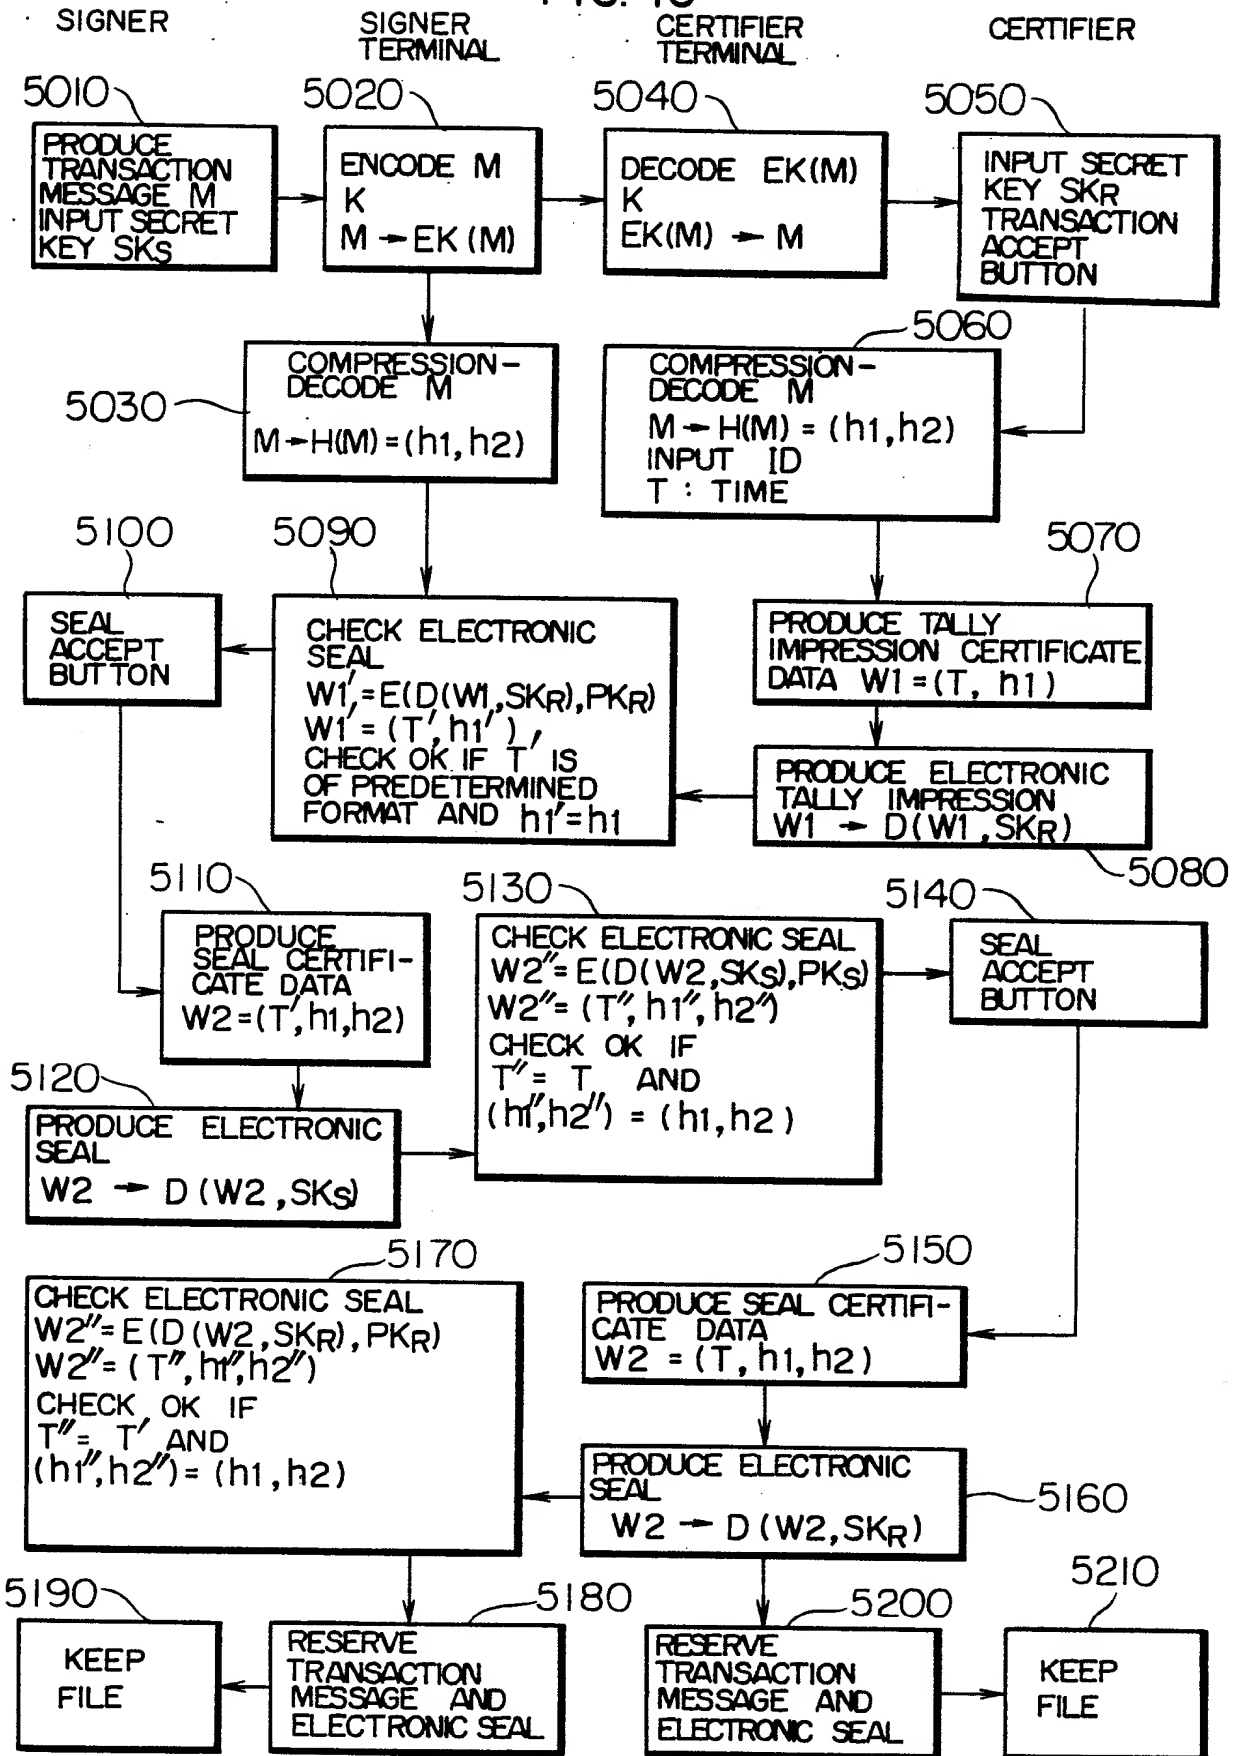 SIGNER
SIGNER
TERMINAL
CERTIFIER
TERMINAL
CERTIFIER
5010
PRODUCE
TRANSACTION
MESSAGE M
INPUT SECRET
KEY SKS
5020
ENCODE M
K
M → EK (M)
5040
DECODE EK(M)
K
EK(M) → M
5050
INPUT SECRET
KEY SKR
TRANSACTION
ACCEPT
BUTTON
5030
COMPRESSION-
DECODE M
M → H(M) = (h1, h2)
5060
COMPRESSION-
DECODE M
M → H(M) = (h1, h2)
INPUT ID
T : TIME
5100
SEAL
ACCEPT
BUTTON
5090
CHECK ELECTRONIC
SEAL
W1' = E(D(W1, SKR), PKR)
W1' = (T', h1')
CHECK OK IF T' IS
OF PREDETERMINED
FORMAT AND h1' = h1
5070
PRODUCE TALLY
IMPRESSION CERTIFICATE
DATA W1 = (T, h1)
PRODUCE ELECTRONIC
TALLY IMPRESSION
W1 → D(W1, SKR)
5080
5110
PRODUCE
SEAL CERTIFI-
CATE DATA
W2 = (T', h1, h2)
5130
CHECK ELECTRONIC SEAL
W2'' = E(D(W2, SKS), PKS)
W2'' = (T'', h1'', h2'')
CHECK OK IF
T'' = T AND
(h1'', h2'') = (h1, h2)
5140
SEAL
ACCEPT
BUTTON
5120
PRODUCE ELECTRONIC
SEAL
W2 → D (W2, SKS)
5170
CHECK ELECTRONIC SEAL
W2'' = E(D (W2, SKR), PKR)
W2'' = (T'', h1'', h2'')
CHECK OK IF
T'' = T' AND
(h1'', h2'') = (h1, h2)
5150
PRODUCE SEAL CERTIFI-
CATE DATA
W2 = (T, h1, h2)
PRODUCE ELECTRONIC
SEAL
W2 → D (W2, SKR)
5160
5190
KEEP
FILE
5180
RESERVE
TRANSACTION
MESSAGE AND
ELECTRONIC SEAL
5200
RESERVE
TRANSACTION
MESSAGE AND
ELECTRONIC SEAL
5210
KEEP
FILE